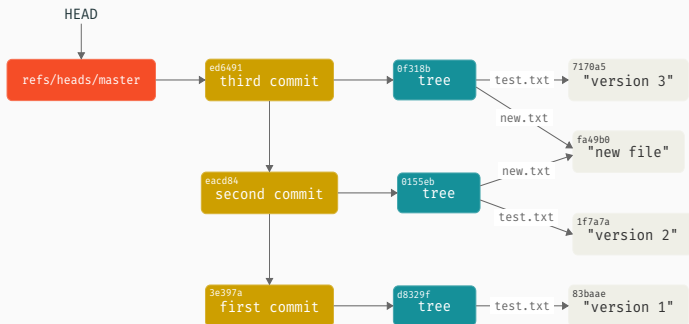 HEAD
refs/heads/master
ed6491
third commit
0f318b
tree
test.txt
7170a5
"version 3"
new.txt
fa49b0
"new file"
eacd84
second commit
0155eb
tree
new.txt
test.txt
1f7a7a
"version 2"
3e397a
first commit
d8329f
tree
test.txt
83baae
"version 1"